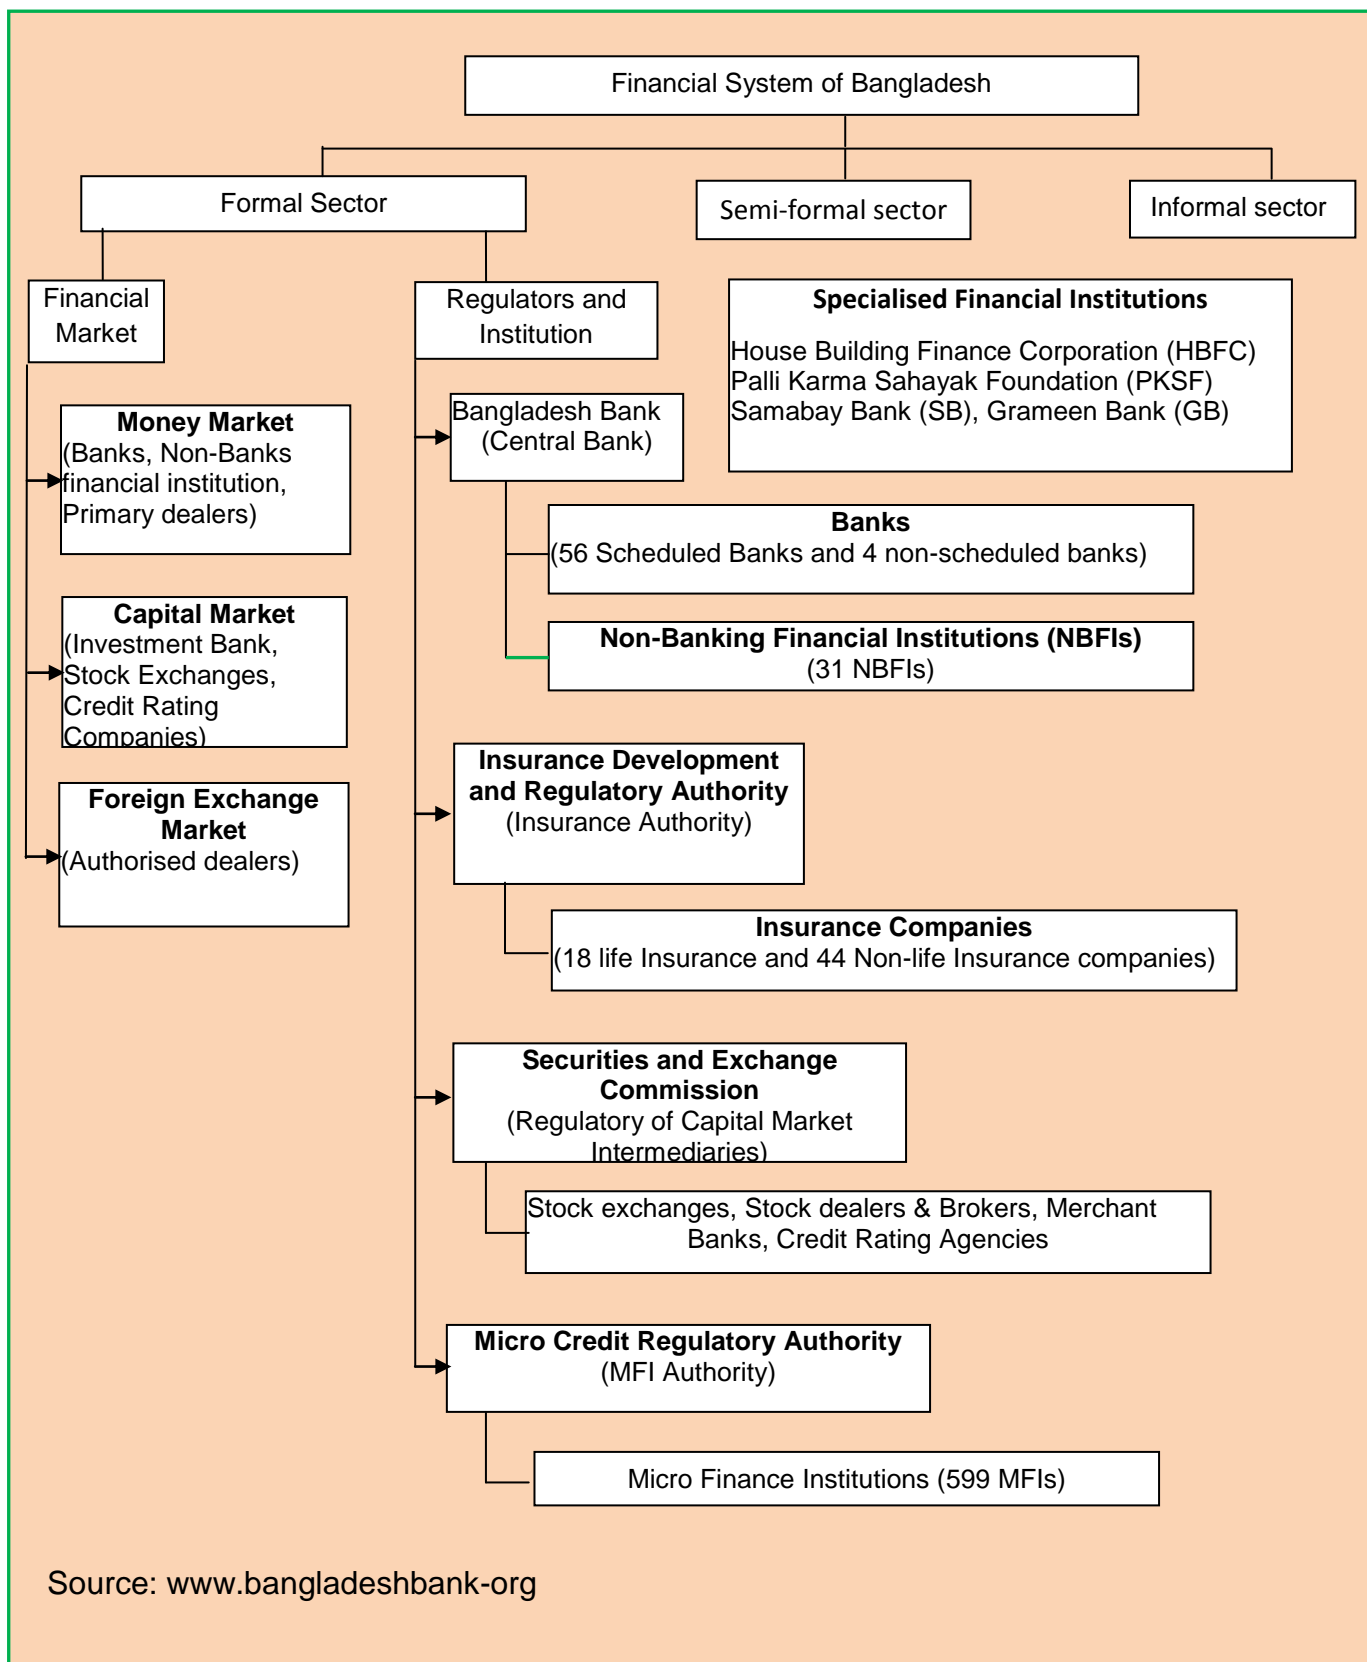 Financial System of Bangladesh
Formal Sector
Semi-formal sector
Informal sector
Financial
Market
Regulators and
Institution
Specialised Financial Institutions
House Building Finance Corporation (HBFC)
Palli Karma Sahayak Foundation (PKSF)
Samabay Bank (SB), Grameen Bank (GB)
Money Market
(Banks, Non-Banks
financial institution,
Primary dealers)
Capital Market
(Investment Bank,
Stock Exchanges,
Credit Rating
Companies)
Foreign Exchange
Market
(Authorised dealers)
Bangladesh Bank
(Central Bank)
Banks
(56 Scheduled Banks and 4 non-scheduled banks)
Non-Banking Financial Institutions (NBFIs)
(31 NBFIs)
Insurance Development
and Regulatory Authority
(Insurance Authority)
Insurance Companies
(18 life Insurance and 44 Non-life Insurance companies)
Securities and Exchange
Commission
(Regulatory of Capital Market
Intermediaries)
Stock exchanges, Stock dealers & Brokers, Merchant
Banks, Credit Rating Agencies
Micro Credit Regulatory Authority
(MFI Authority)
Micro Finance Institutions (599 MFIs)
Source: www.bangladeshbank-org